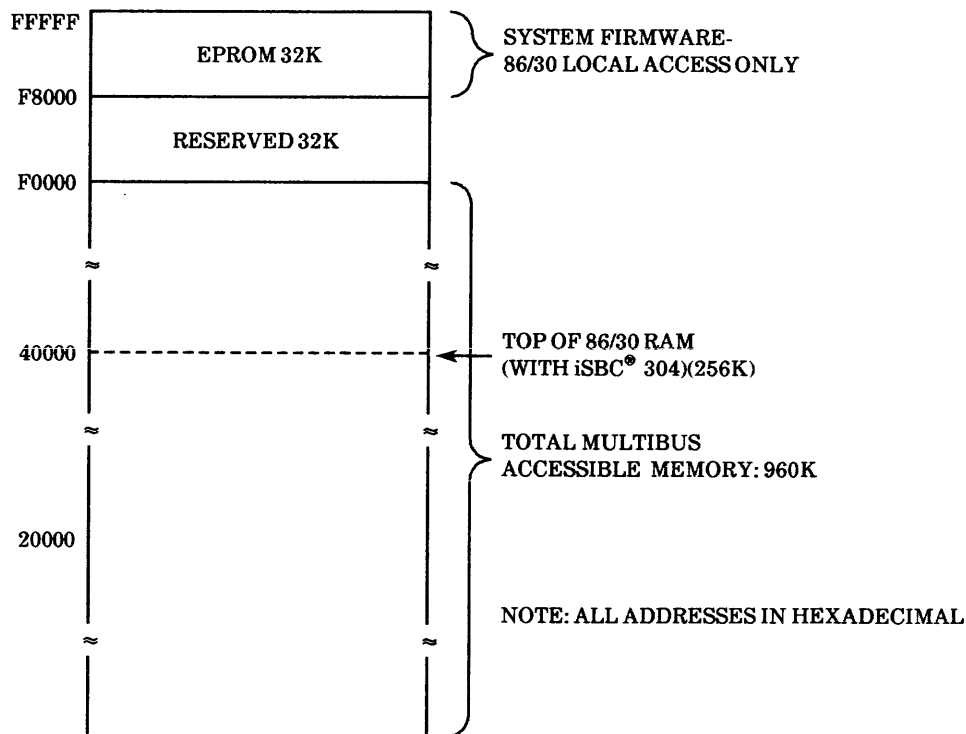 FFFFF
EPROM 32K
SYSTEM FIRMWARE-
86/30 LOCAL ACCESS ONLY
F8000
RESERVED 32K
F0000
40000
TOP OF 86/30 RAM
(WITH iSBC® 304)(256K)
TOTAL MULTIBUS
ACCESSIBLE MEMORY: 960K
20000
NOTE: ALL ADDRESSES IN HEXADECIMAL